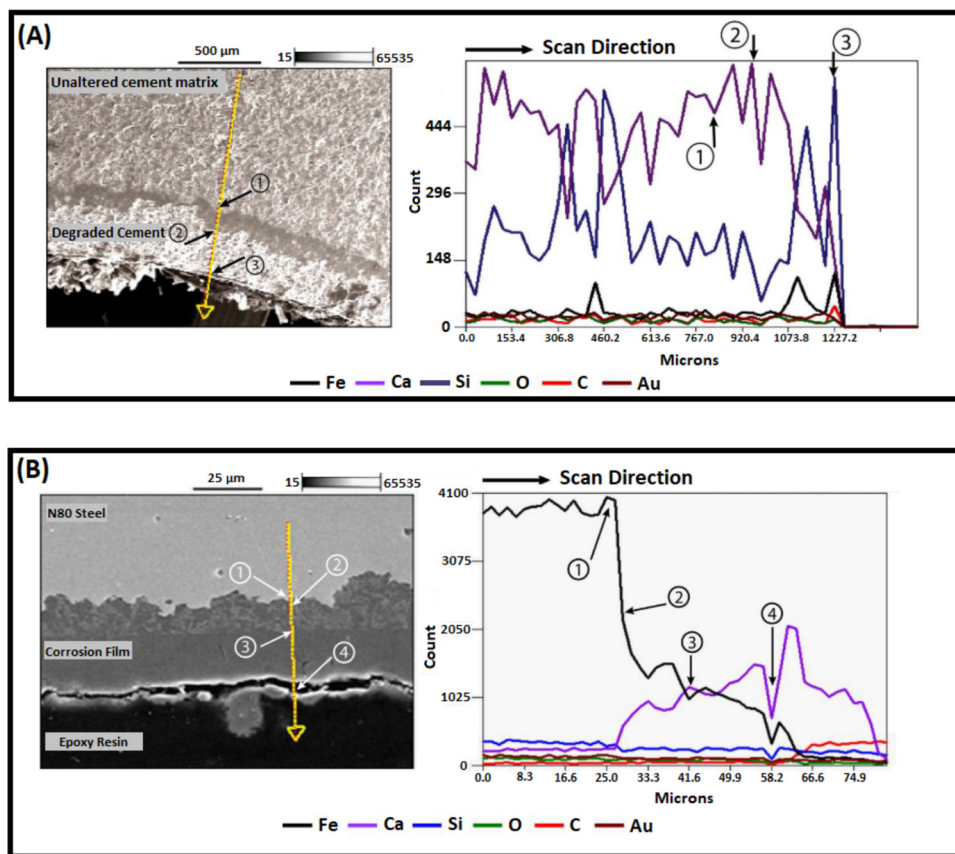 (A)
500 µm
15
65535
Unaltered cement matrix
①
Degraded Cement ②
③
Scan Direction
②
③
①
444
296
148
0
Count
0.0 153.4 306.8 460.2 613.6 767.0 920.4 1073.8 1227.2
Microns
Fe Ca Si O C Au
(B)
25 µm
15
65535
N80 Steel
① ②
③ ④
Corrosion Film
Epoxy Resin
Scan Direction
4100
3075
2050
1025
0
Count
①
②
③
④
0.0 8.3 16.6 25.0 33.3 41.6 49.9 58.2 66.6 74.9
Microns
Fe Ca Si O C Au